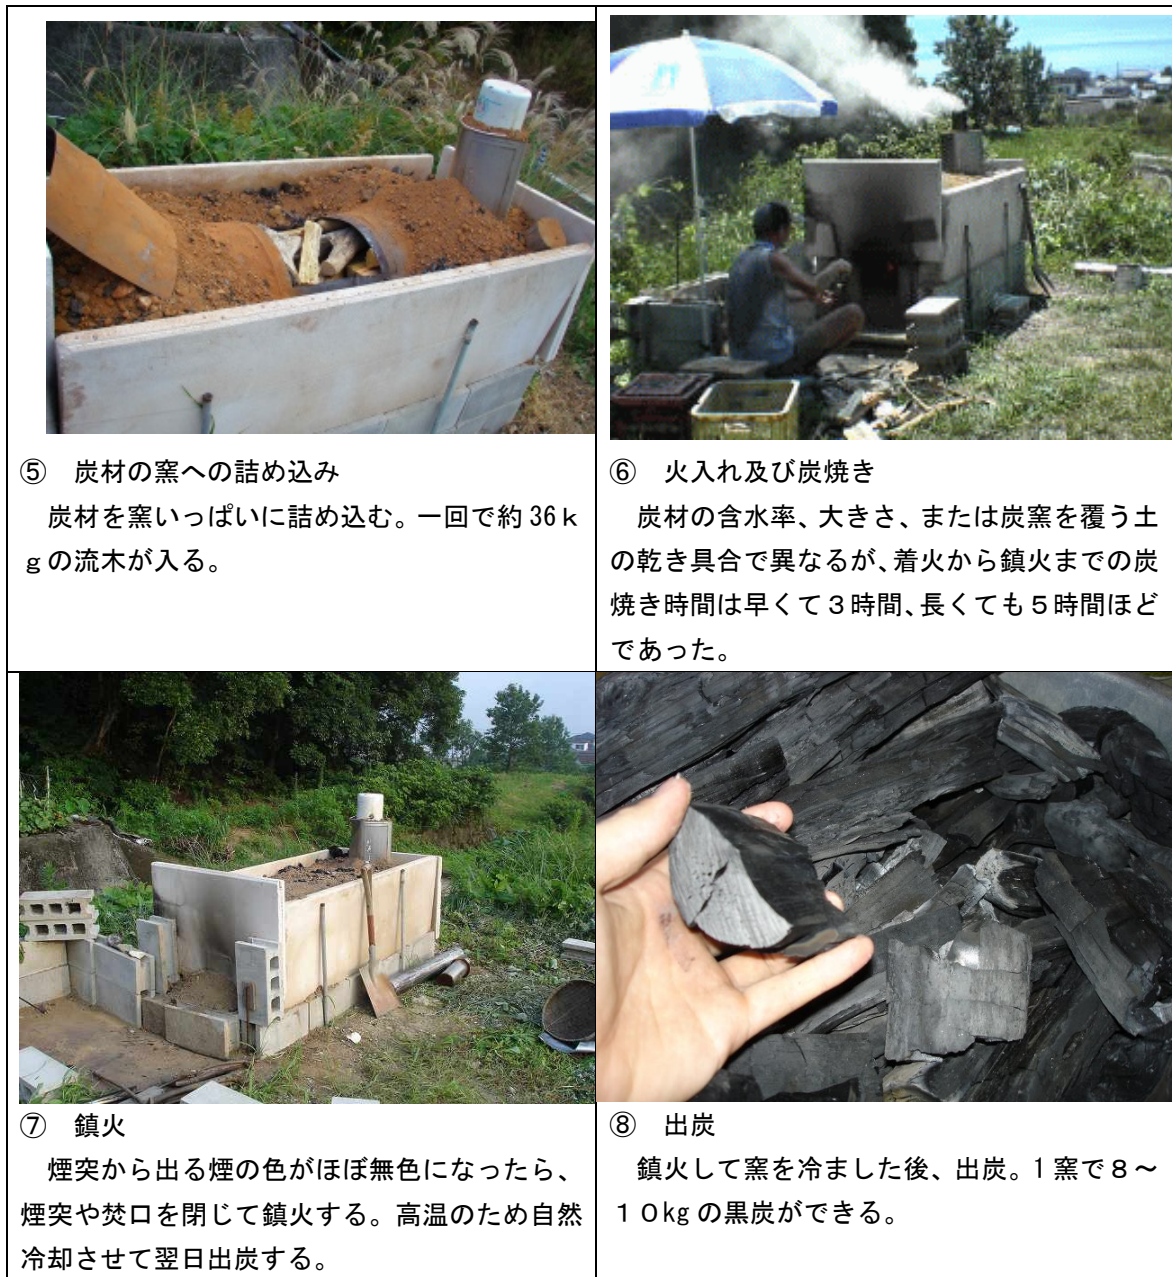 ⑤　炭材の窯への詰め込み
　炭材を窯いっぱいに詰め込む。一回で約36ｋ
ｇの流木が入る。
⑥　火入れ及び炭焼き
　炭材の含水率、大きさ、または炭窯を覆う土
の乾き具合で異なるが、着火から鎮火までの炭
焼き時間は早くて３時間、長くても５時間ほど
であった。
⑦　鎮火
　煙突から出る煙の色がほぼ無色になったら、
煙突や焚口を閉じて鎮火する。高温のため自然
冷却させて翌日出炭する。
⑧　出炭
　鎮火して窯を冷ました後、出炭。1窯で８～
１０kgの黒炭ができる。